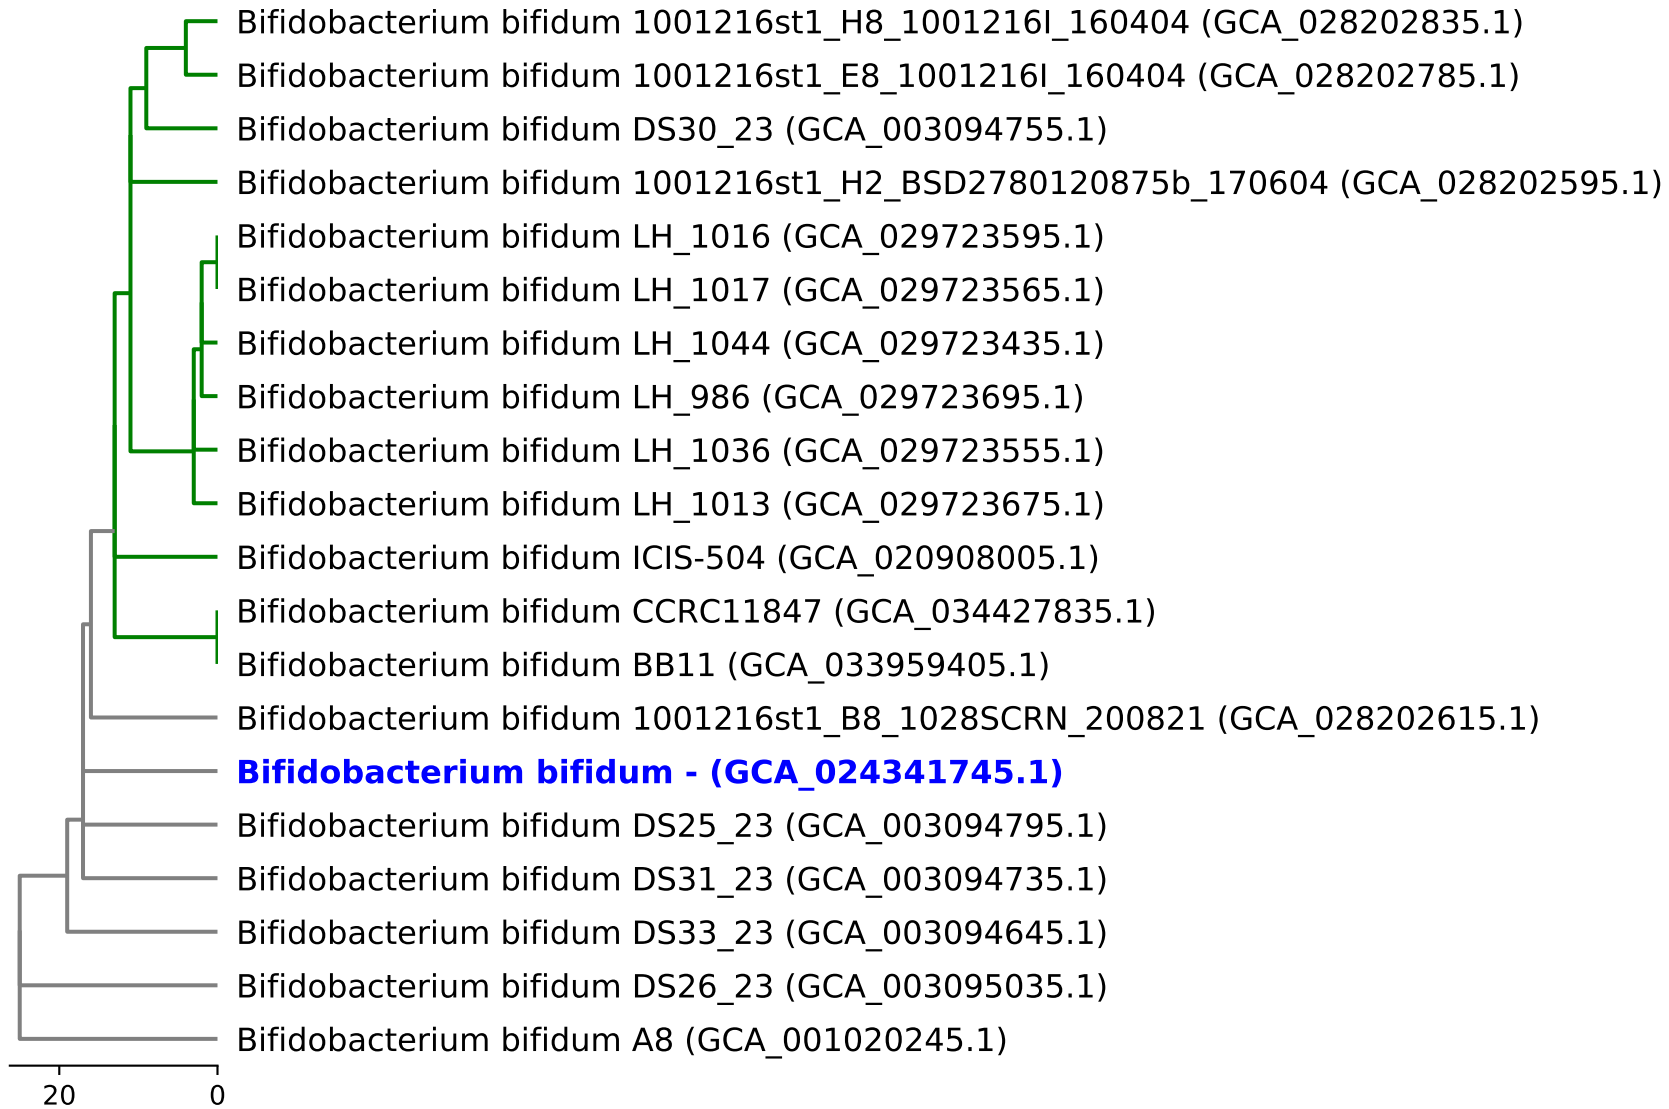 Bifidobacterium bifidum 1001216st1_H8_1001216I_160404 (GCA_028202835.1)
Bifidobacterium bifidum 1001216st1_E8_1001216I_160404 (GCA_028202785.1)
Bifidobacterium bifidum DS30_23 (GCA_003094755.1)
Bifidobacterium bifidum 1001216st1_H2_BSD2780120875b_170604 (GCA_028202595.1)
Bifidobacterium bifidum LH_1016 (GCA_029723595.1)
Bifidobacterium bifidum LH_1017 (GCA_029723565.1)
Bifidobacterium bifidum LH_1044 (GCA_029723435.1)
Bifidobacterium bifidum LH_986 (GCA_029723695.1)
Bifidobacterium bifidum LH_1036 (GCA_029723555.1)
Bifidobacterium bifidum LH_1013 (GCA_029723675.1)
Bifidobacterium bifidum ICIS-504 (GCA_020908005.1)
Bifidobacterium bifidum CCRC11847 (GCA_034427835.1)
Bifidobacterium bifidum BB11 (GCA_033959405.1)
Bifidobacterium bifidum 1001216st1_B8_1028SCRN_200821 (GCA_028202615.1)
Bifidobacterium bifidum - (GCA_024341745.1)
Bifidobacterium bifidum DS25_23 (GCA_003094795.1)
Bifidobacterium bifidum DS31_23 (GCA_003094735.1)
Bifidobacterium bifidum DS33_23 (GCA_003094645.1)
Bifidobacterium bifidum DS26_23 (GCA_003095035.1)
Bifidobacterium bifidum A8 (GCA_001020245.1)
20 0